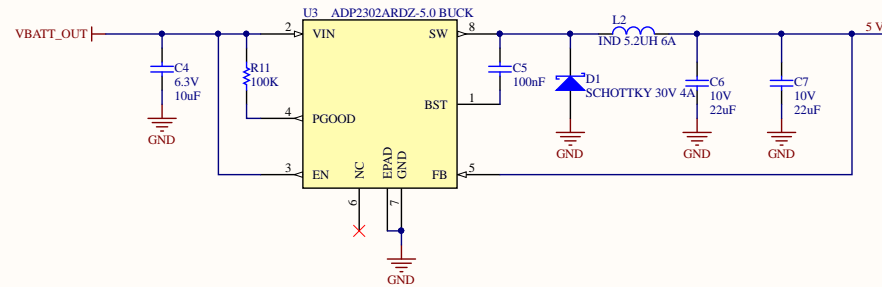 U3 ADP2302ARDZ-5.0 BUCK
VBATT_OUT
2
VIN
SW
8
L2
IND 5.2UH 6A
5 V
C4
6.3V
10uF
GND
R11
100K
4
PGOOD
3
EN
NC
6
EPAD
GND
7
GND
BST
1
FB
5
C5
100nF
D1
SCHOTTKY 30V 4A
GND
C6
10V
22uF
GND
C7
10V
22uF
GND